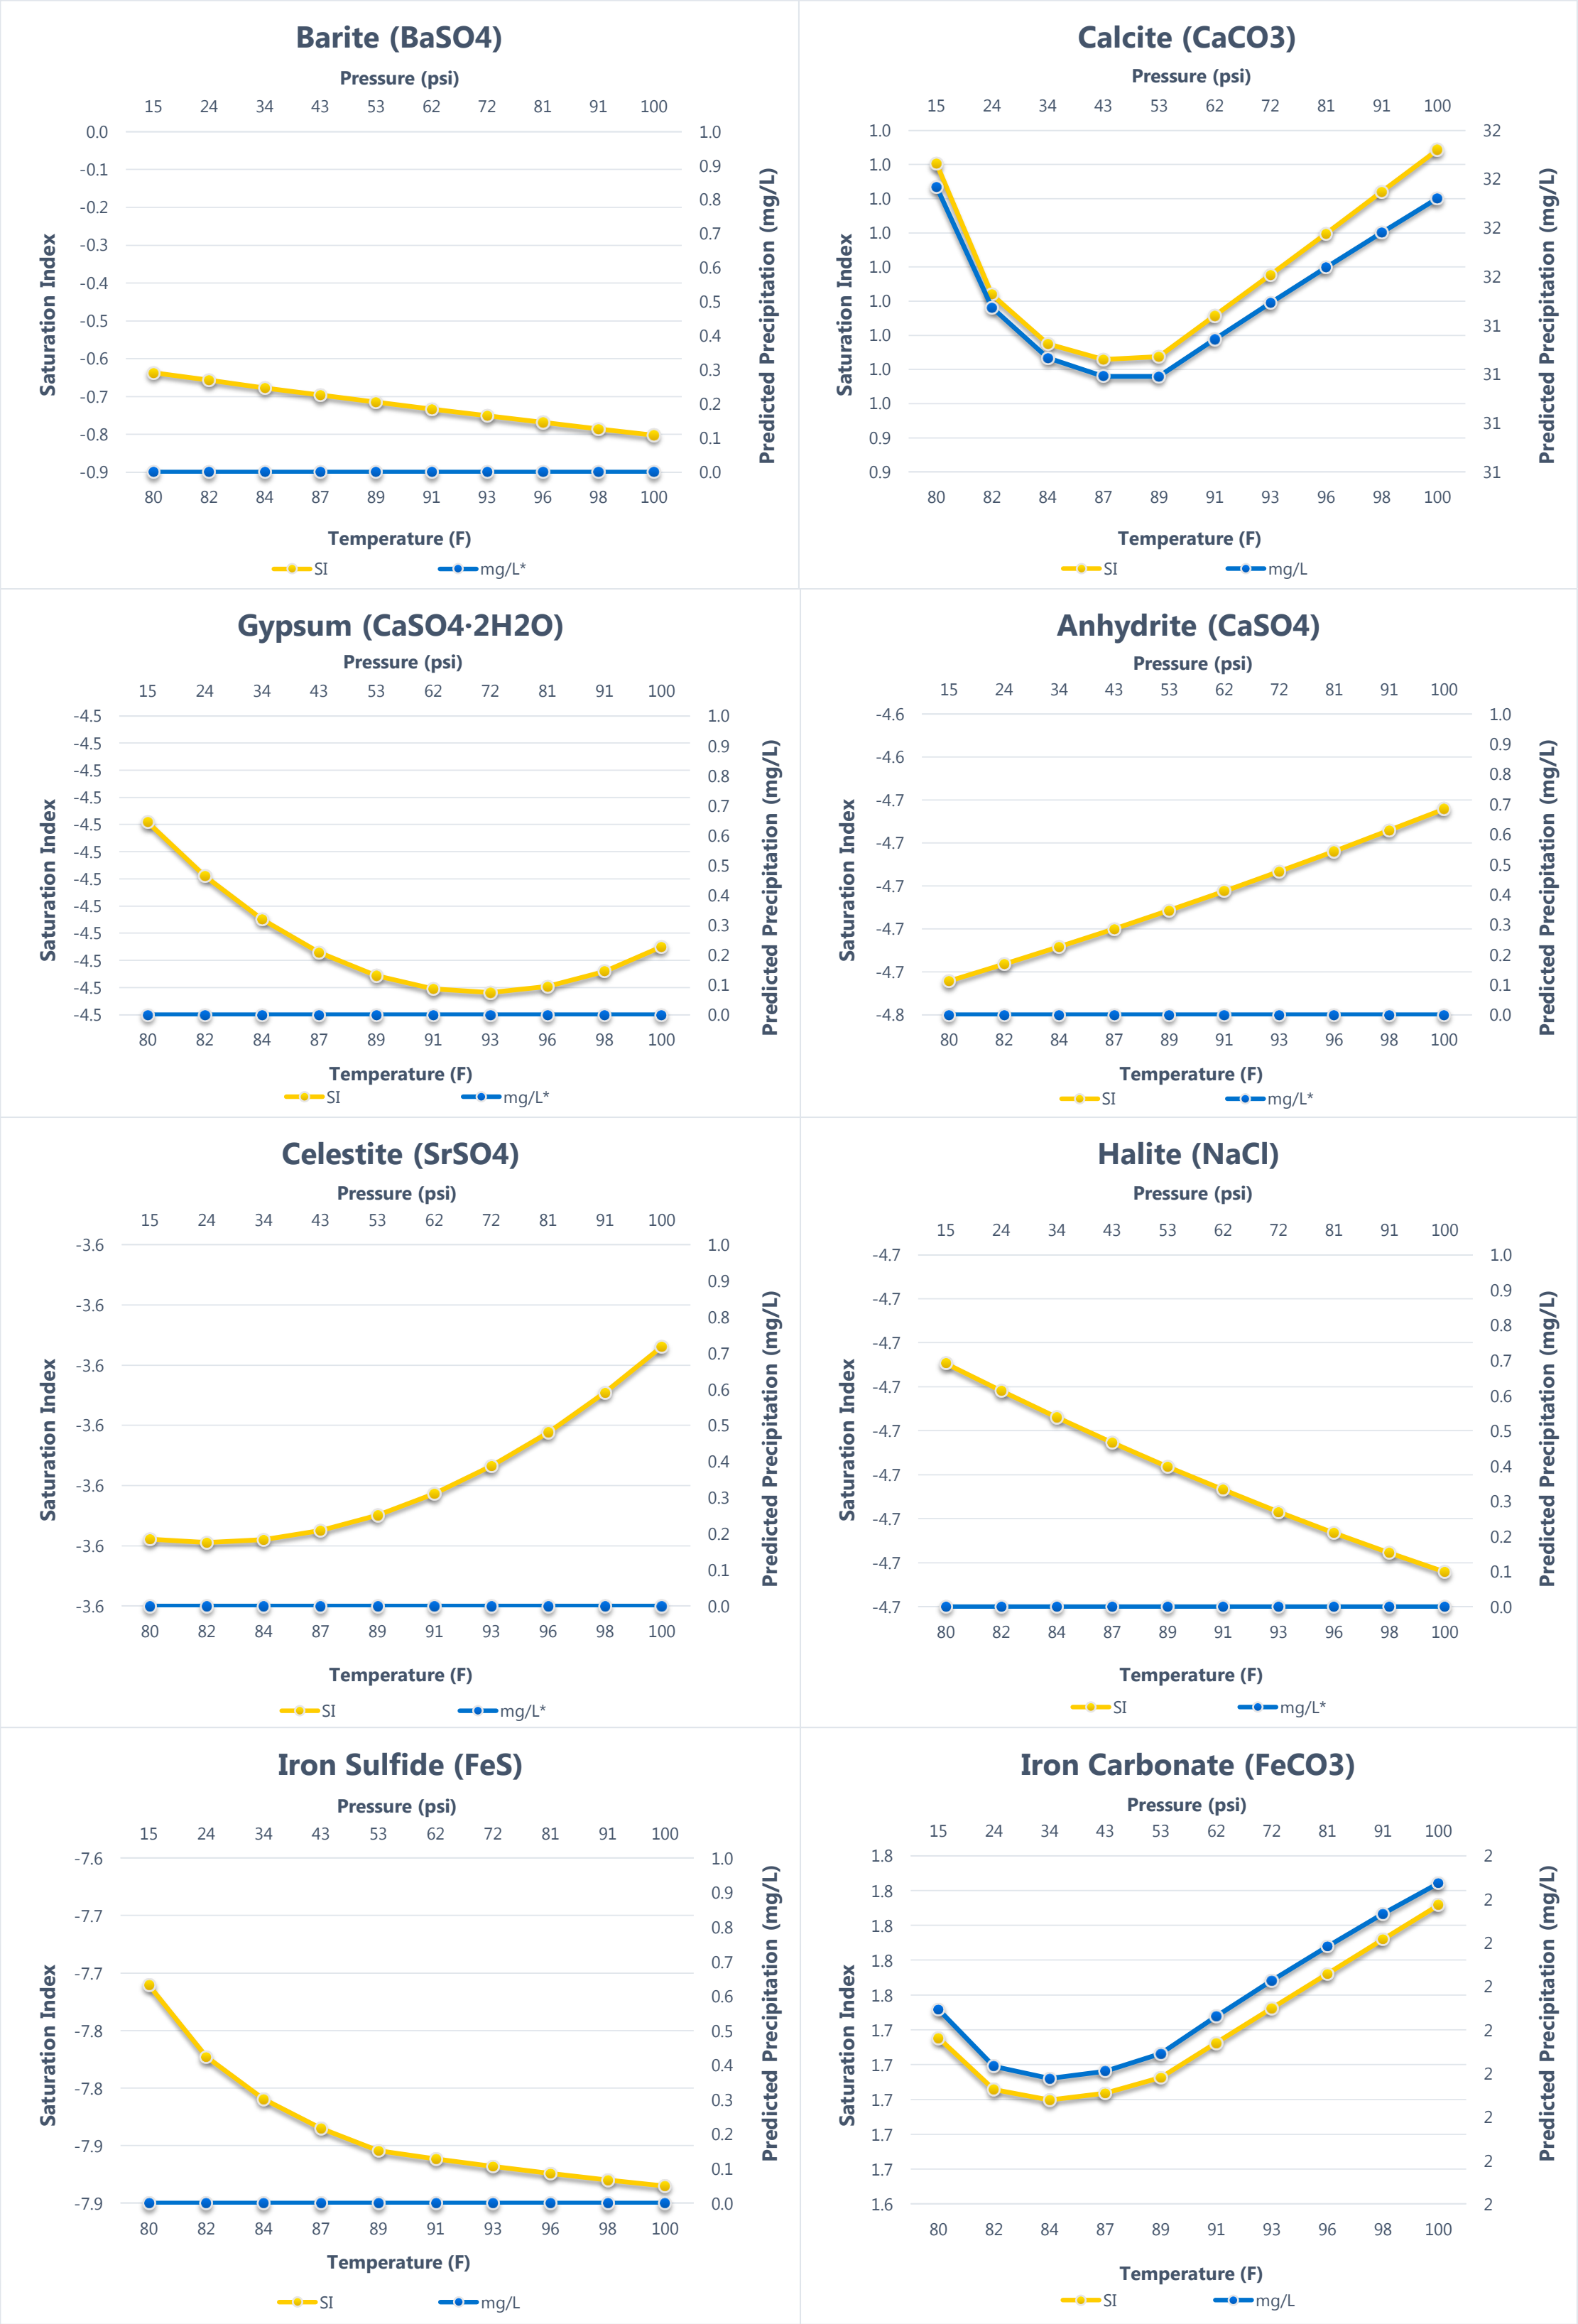 Barite (BaSO4)
Pressure (psi)
15 24 34 43 53 62 72 81 91 100
0.0
-0.1
-0.2
-0.3
-0.4
-0.5
-0.6
-0.7
-0.8
-0.9
Saturation Index
1.0
0.9
0.8
0.7
0.6
0.5
0.4
0.3
0.2
0.1
0.0
Predicted Precipitation (mg/L)
80 82 84 87 89 91 93 96 98 100
Temperature (F)
SI mg/L*
Calcite (CaCO3)
Pressure (psi)
15 24 34 43 53 62 72 81 91 100
1.0
1.0
1.0
1.0
1.0
1.0
1.0
1.0
1.0
0.9
0.9
Saturation Index
32
32
32
32
31
31
31
31
Predicted Precipitation (mg/L)
80 82 84 87 89 91 93 96 98 100
Temperature (F)
SI mg/L
Gypsum (CaSO4·2H2O)
Pressure (psi)
15 24 34 43 53 62 72 81 91 100
-4.5
-4.5
-4.5
-4.5
-4.5
-4.5
-4.5
-4.5
-4.5
-4.5
-4.5
-4.5
Saturation Index
1.0
0.9
0.8
0.7
0.6
0.5
0.4
0.3
0.2
0.1
0.0
Predicted Precipitation (mg/L)
80 82 84 87 89 91 93 96 98 100
Temperature (F)
SI mg/L*
Anhydrite (CaSO4)
Pressure (psi)
15 24 34 43 53 62 72 81 91 100
-4.6
-4.6
-4.7
-4.7
-4.7
-4.7
-4.7
-4.8
Saturation Index
1.0
0.9
0.8
0.7
0.6
0.5
0.4
0.3
0.2
0.1
0.0
Predicted Precipitation (mg/L)
80 82 84 87 89 91 93 96 98 100
Temperature (F)
SI mg/L*
Celestite (SrSO4)
Pressure (psi)
15 24 34 43 53 62 72 81 91 100
-3.6
-3.6
-3.6
-3.6
-3.6
-3.6
-3.6
Saturation Index
1.0
0.9
0.8
0.7
0.6
0.5
0.4
0.3
0.2
0.1
0.0
Predicted Precipitation (mg/L)
80 82 84 87 89 91 93 96 98 100
Temperature (F)
SI mg/L*
Halite (NaCl)
Pressure (psi)
15 24 34 43 53 62 72 81 91 100
-4.7
-4.7
-4.7
-4.7
-4.7
-4.7
-4.7
-4.7
-4.7
Saturation Index
1.0
0.9
0.8
0.7
0.6
0.5
0.4
0.3
0.2
0.1
0.0
Predicted Precipitation (mg/L)
80 82 84 87 89 91 93 96 98 100
Temperature (F)
SI mg/L*
Iron Sulfide (FeS)
Pressure (psi)
15 24 34 43 53 62 72 81 91 100
-7.6
-7.7
-7.7
-7.8
-7.8
-7.9
-7.9
Saturation Index
1.0
0.9
0.8
0.7
0.6
0.5
0.4
0.3
0.2
0.1
0.0
Predicted Precipitation (mg/L)
80 82 84 87 89 91 93 96 98 100
Temperature (F)
SI mg/L
Iron Carbonate (FeCO3)
Pressure (psi)
15 24 34 43 53 62 72 81 91 100
1.8
1.8
1.8
1.8
1.8
1.7
1.7
1.7
1.7
1.7
1.6
Saturation Index
2
2
2
2
2
2
2
2
2
Predicted Precipitation (mg/L)
80 82 84 87 89 91 93 96 98 100
Temperature (F)
SI mg/L